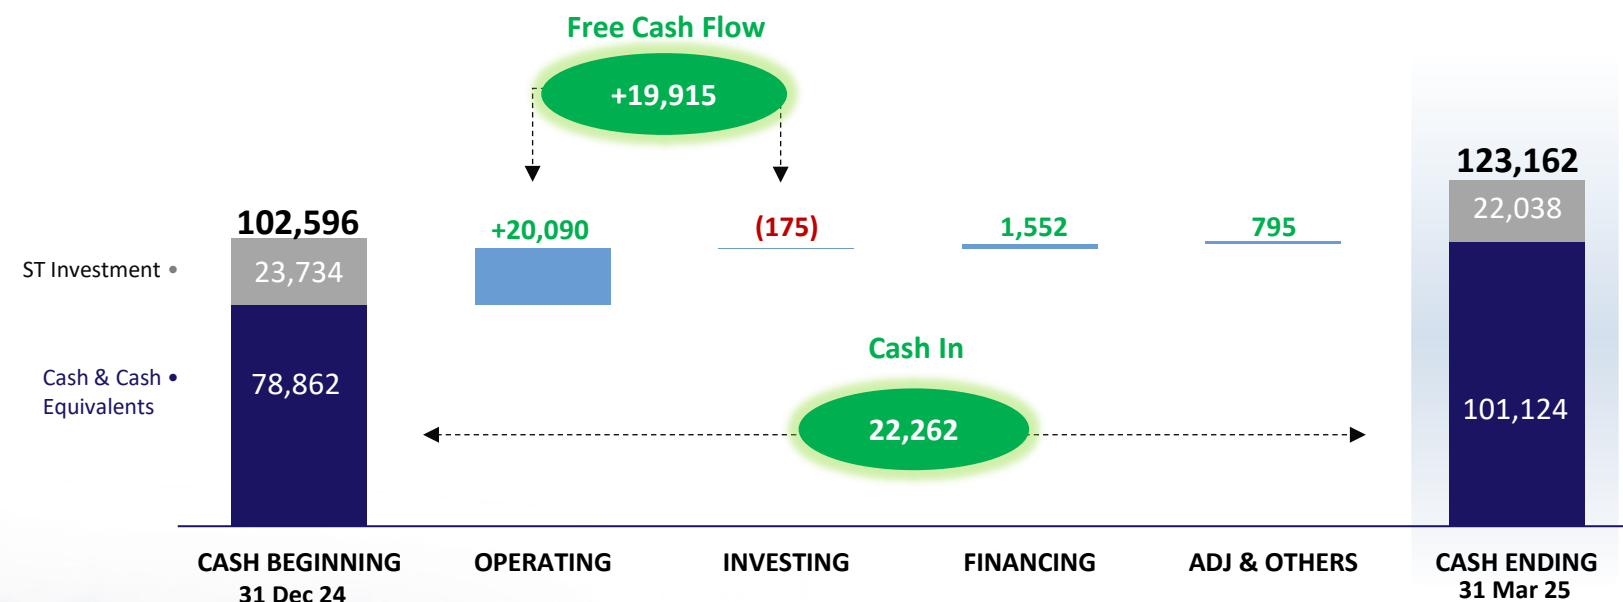 Free Cash Flow
+19,915
102,596
+20,090
(175)
1,552
795
123,162
ST Investment •
23,734
22,038
Cash & Cash •
Equivalents
78,862
Cash In
22,262
101,124
CASH BEGINNING
31 Dec 24
OPERATING
INVESTING
FINANCING
ADJ & OTHERS
CASH ENDING
31 Mar 25